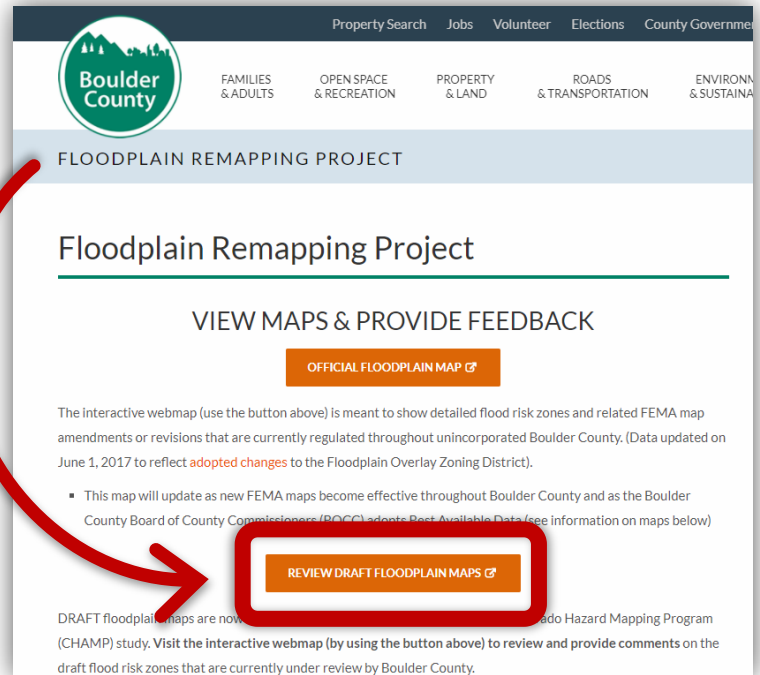 Property Search Jobs Volunteer Elections County
Boulder
County
FAMILIES
& ADULTS
OPEN SPACE
& RECREATION
PROPERTY
& LAND
ROADS
& TRANSPORTATION
&
FLOODPLAIN REMAPPING PROJECT
Floodplain Remapping Project
VIEW MAPS & PROVIDE FEEDBACK
OFFICIAL FLOODPLAIN MAP
The interactive webmap (use the button above) is meant to show detailed flood risk zones and related FEMA map
amendments or revisions that are currently regulated throughout unincorporated Boulder County. (Data updated on
June 1, 2017 to reflect adopted changes to the Floodplain Overlay Zoning District).
▪ This map will update as new FEMA maps become effective throughout Boulder County and as the Boulder
County Board of County Commissioners (BOCC) adopts Best Available Data (see information on maps below)
REVIEW DRAFT FLOODPLAIN MAPS
DRAFT floodplain maps are now Hazard Mapping Program
(CHAMP) study. Visit the interactive webmap (by using the button above) to review and provide comments on the
draft flood risk zones that are currently under review by Boulder County.